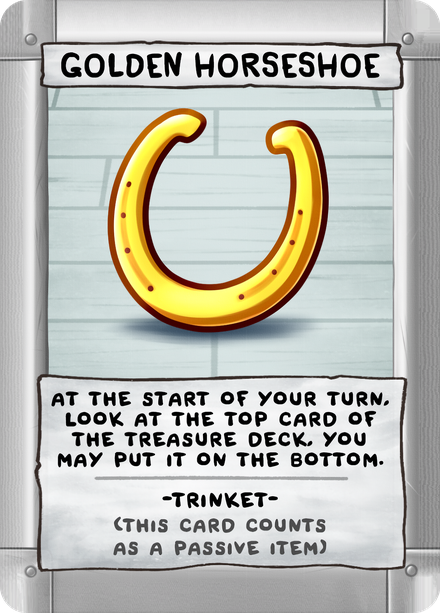 GOLDEN HORSESHOE
AT THE START OF YOUR TURN,
LOOK AT THE TOP CARD OF
THE TREASURE DECK. YOU
MAY PUT IT ON THE BOTTOM.
-TRINKET-
(THIS CARD COUNTS
AS A PASSIVE ITEM)